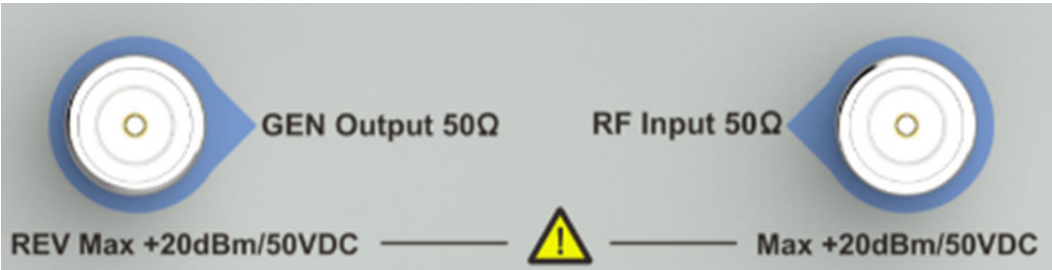 GEN Output 50Ω
RF Input 50Ω
REV Max +20dBm/50VDC
Max +20dBm/50VDC